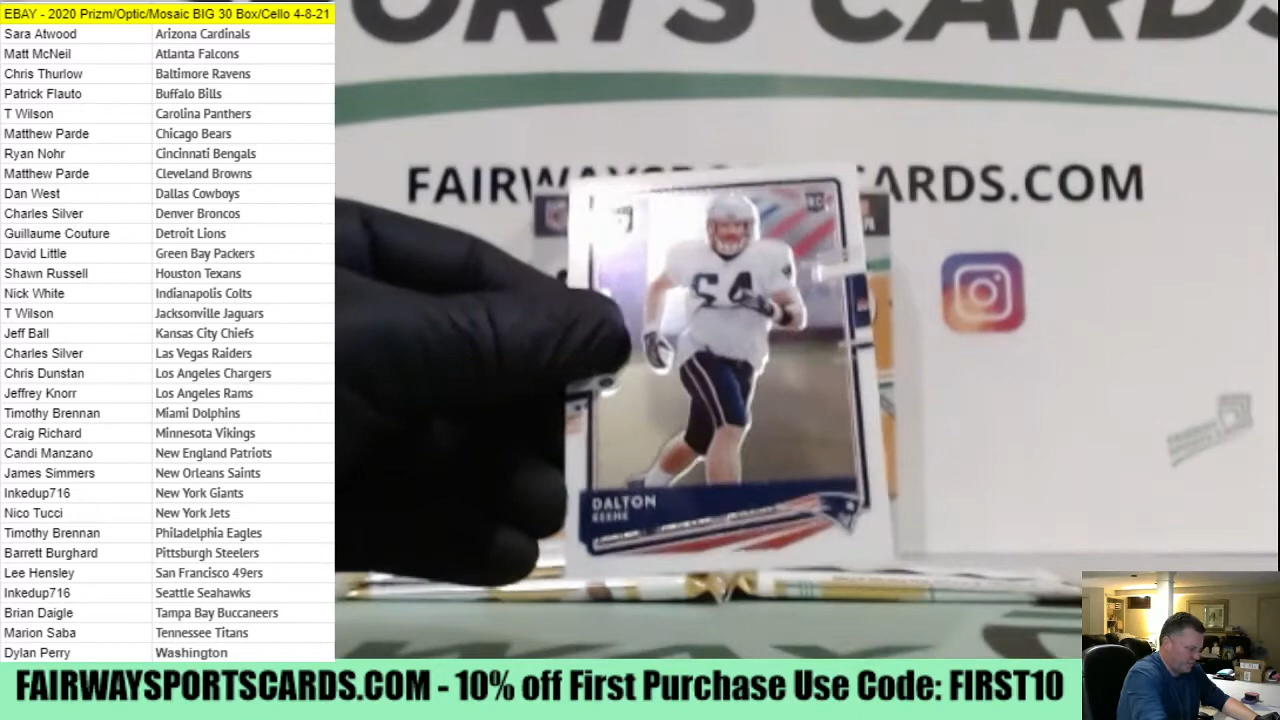 EBAY - 2020 Prizm/Optic/Mosaic BIG 30 Box/Cello 4-8-21
Sara Atwood Arizona Cardinals
Matt McNeil Atlanta Falcons
Chris Thurlow Baltimore Ravens
Patrick Flauto Buffalo Bills
T Wilson Carolina Panthers
Matthew Parde Chicago Bears
Ryan Nohr Cincinnati Bengals
Matthew Parde Cleveland Browns
Dan West Dallas Cowboys
Charles Silver Denver Broncos
Guillaume Couture Detroit Lions
David Little Green Bay Packers
Shawn Russell Houston Texans
Nick White Indianapolis Colts
T Wilson Jacksonville Jaguars
Jeff Ball Kansas City Chiefs
Charles Silver Las Vegas Raiders
Chris Dunstan Los Angeles Chargers
Jeffrey Knorr Los Angeles Rams
Timothy Brennan Miami Dolphins
Craig Richard Minnesota Vikings
Candi Manzano New England Patriots
James Simmers New Orleans Saints
Inkedup716 New York Giants
Nico Tucci New York Jets
Timothy Brennan Philadelphia Eagles
Barrett Burghard Pittsburgh Steelers
Lee Hensley San Francisco 49ers
Inkedup716 Seattle Seahawks
Brian Daigle Tampa Bay Buccaneers
Marion Saba Tennessee Titans
Dylan Perry Washington
ORTS CARDS
FAIRW ARDS.COM
RC
54
DALTON
KEENE
FAIRWAYSPORTSCARDS.COM - 10% off First Purchase Use Code: FIRST10